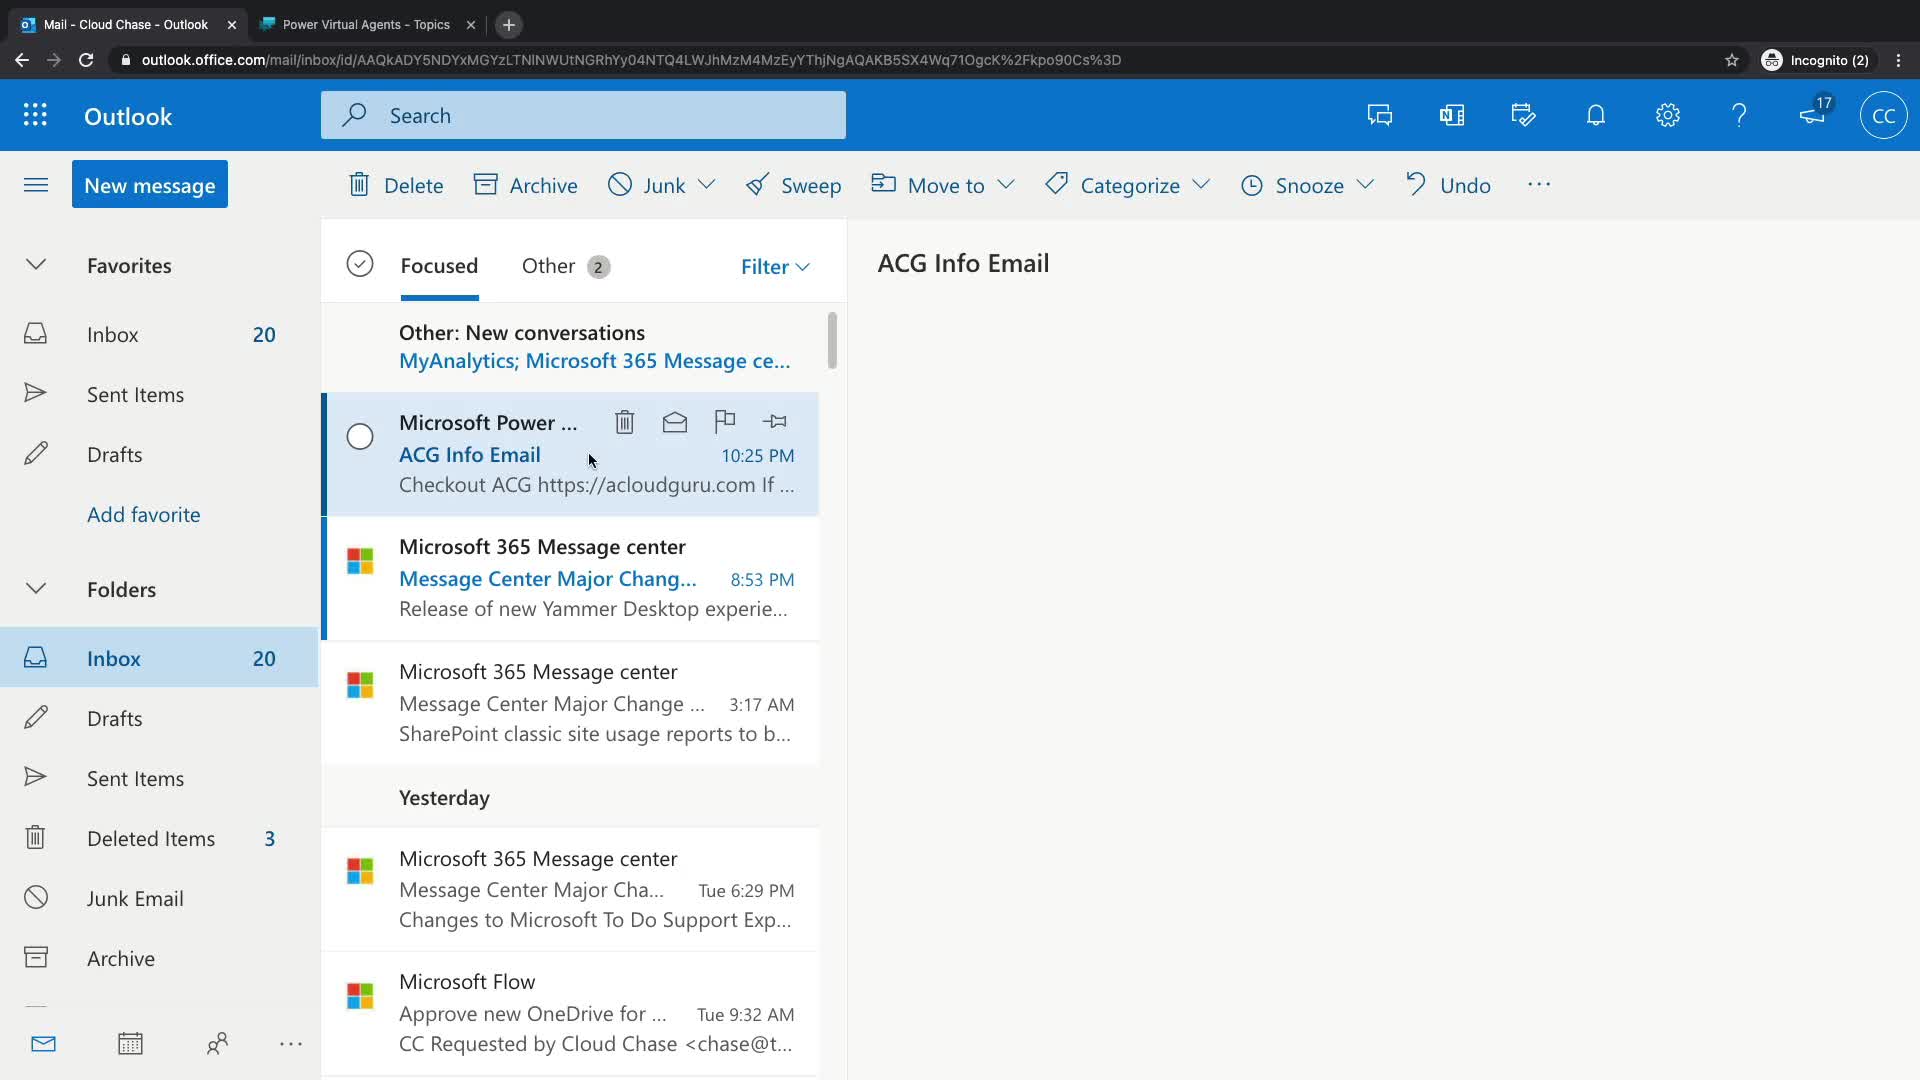 Mail - Cloud Chase - Outlook
Power Virtual Agents - Topics
outlook.office.com/mail/inbox/id/AAQkADY5NDYxMGYzLTNlNWUtNGRhYy04NTQ4LWJhMzM4MzEyYThjNgAQAKB5SX4Wq71OgcK%2Fkpo90Cs%3D
Incognito (2)
Outlook
Search
17
CC
New message
Delete
Archive
Junk
Sweep
Move to
Categorize
Snooze
Undo
Favorites
Inbox 20
Sent Items
Drafts
Add favorite
Folders
Inbox 20
Drafts
Sent Items
Deleted Items 3
Junk Email
Archive
Focused
Other 2
Filter
Other: New conversations
MyAnalytics; Microsoft 365 Message ce...
Microsoft Power ...
ACG Info Email 10:25 PM
Checkout ACG https://acloudguru.com If ...
Microsoft 365 Message center
Message Center Major Chang... 8:53 PM
Release of new Yammer Desktop experie...
Microsoft 365 Message center
Message Center Major Change ... 3:17 AM
SharePoint classic site usage reports to b...
Yesterday
Microsoft 365 Message center
Message Center Major Cha... Tue 6:29 PM
Changes to Microsoft To Do Support Exp...
Microsoft Flow
Approve new OneDrive for ... Tue 9:32 AM
CC Requested by Cloud Chase <chase@t...
ACG Info Email